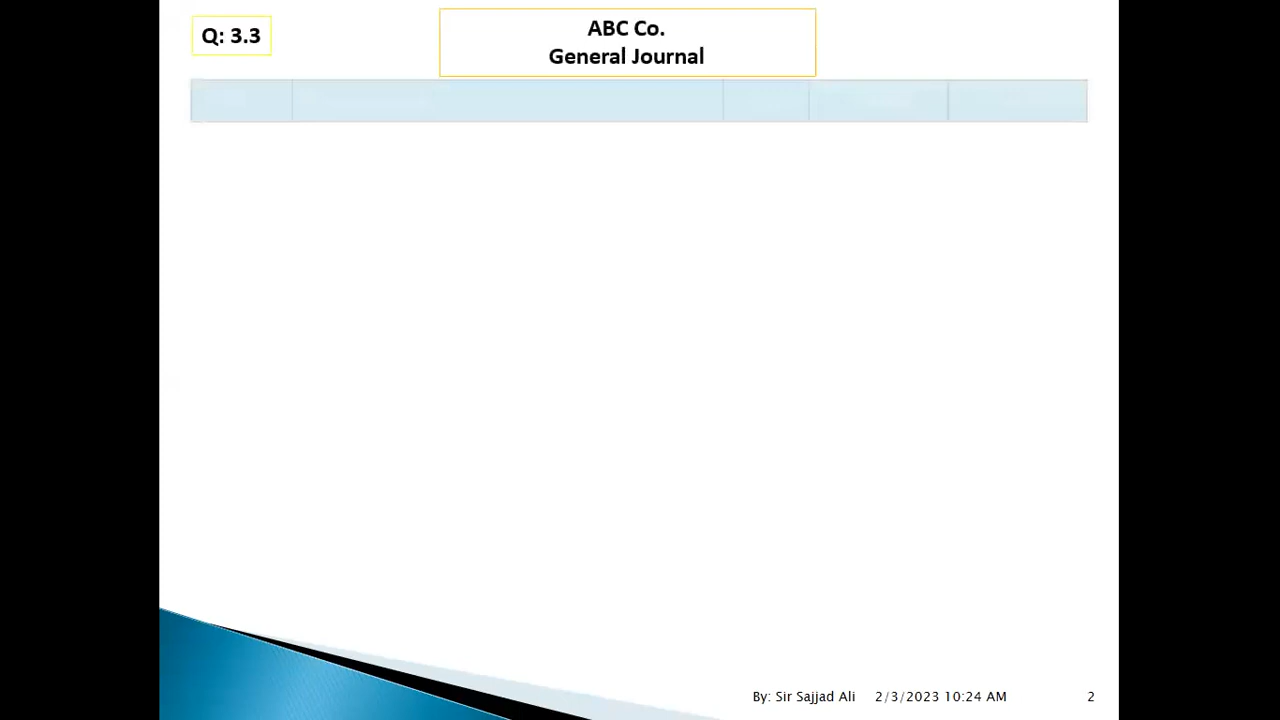 Q: 3.3
ABC Co.
General Journal
By: Sir Sajjad Ali 2/3/2023 10:24 AM 2